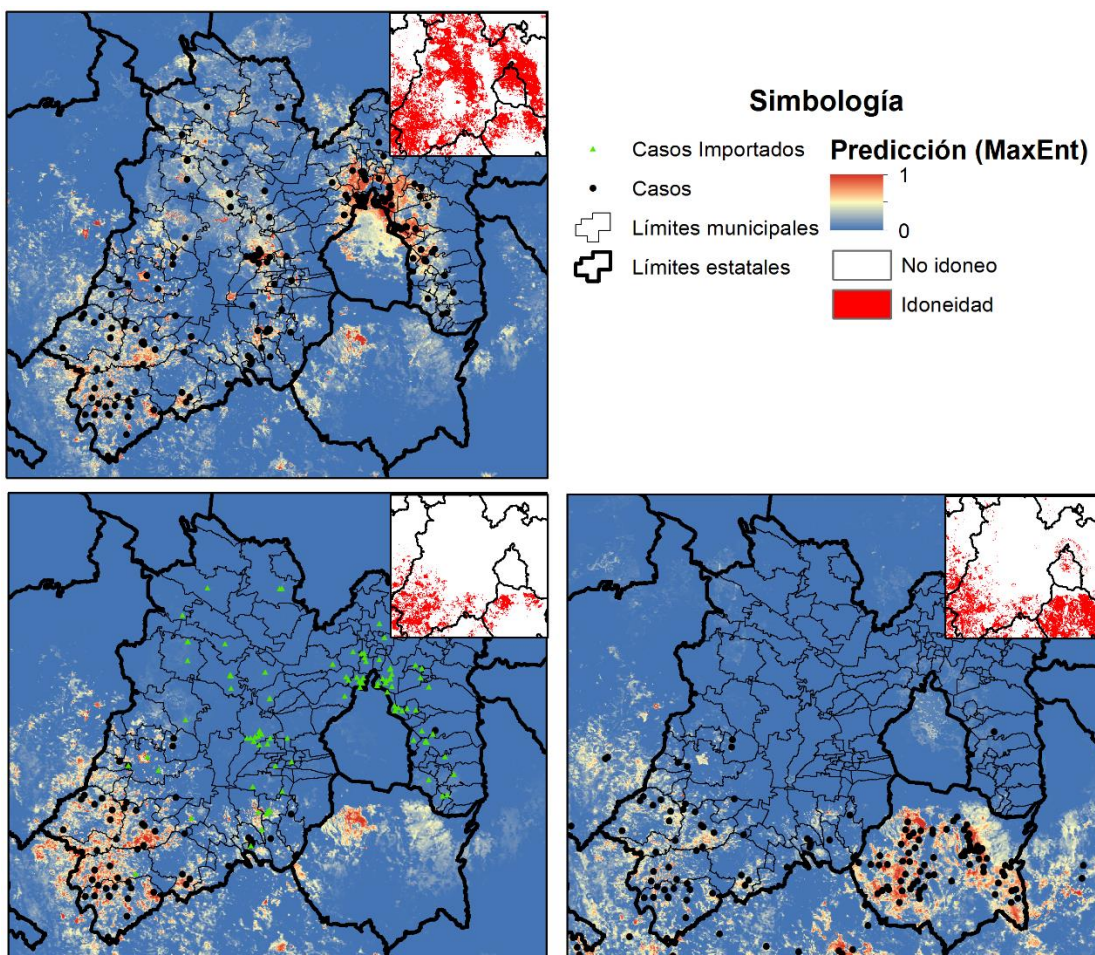 Simbología
Casos Importados
Casos
Límites municipales
Límites estatales
Predicción (MaxEnt)
1
0
No idoneo
Idoneidad